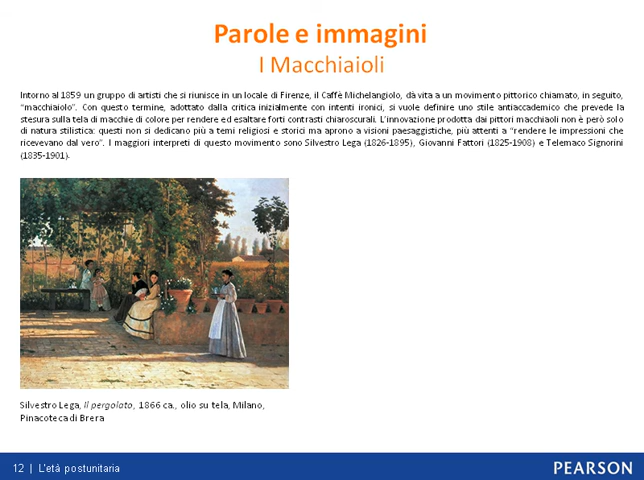 Parole e immagini
I Macchiaioli
Intorno al 1859 un gruppo di artisti che si riunisce in un locale di Firenze, il Caffè Michelangiolo, dà vita a un movimento pittorico chiamato, in seguito,
"macchiaiolo". Con questo termine, adottato dalla critica inizialmente con intenti ironici, si vuole definire uno stile antiaccademico che prevede la
stesura sulla tela di macchie di colore per rendere ed esaltare forti contrasti chiaroscurali. L'innovazione prodotta dai pittori macchiaoli non è però solo
di natura stilistica: questi non si dedicano più a temi religiosi e storici ma aprono a visioni paesaggistiche, più attenti a "rendere le impressioni che
ricevevano dal vero". I maggiori interpreti di questo movimento sono Silvestro Lega (1826-1895), Giovanni Fattori (1825-1908) e Telemaco Signorini
(1835-1901).
Silvestro Lega, Il pergolato, 1866 ca., olio su tela, Milano,
Pinacoteca di Brera
12 | L'età postunitaria
PEARSON